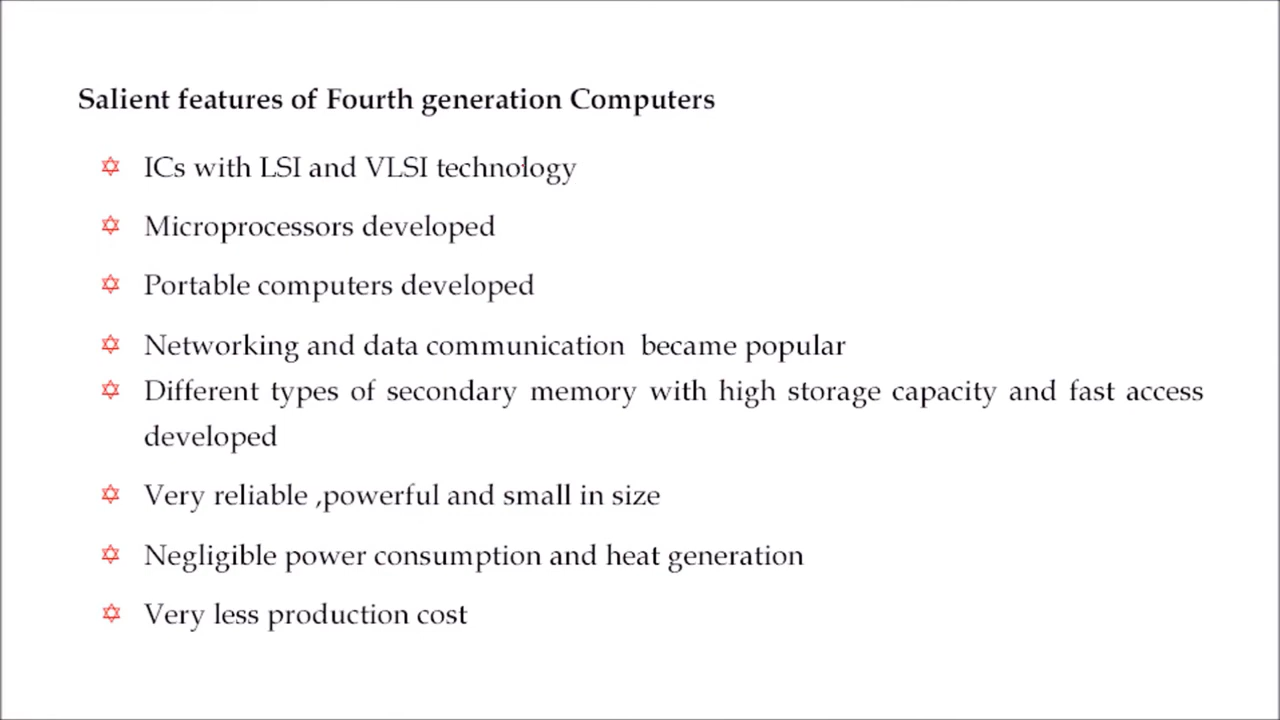 Salient features of Fourth generation Computers
ICs with LSI and VLSI technology
Microprocessors developed
Portable computers developed
Networking and data communication became popular
Different types of secondary memory with high storage capacity and fast access
developed
Very reliable ,powerful and small in size
Negligible power consumption and heat generation
Very less production cost